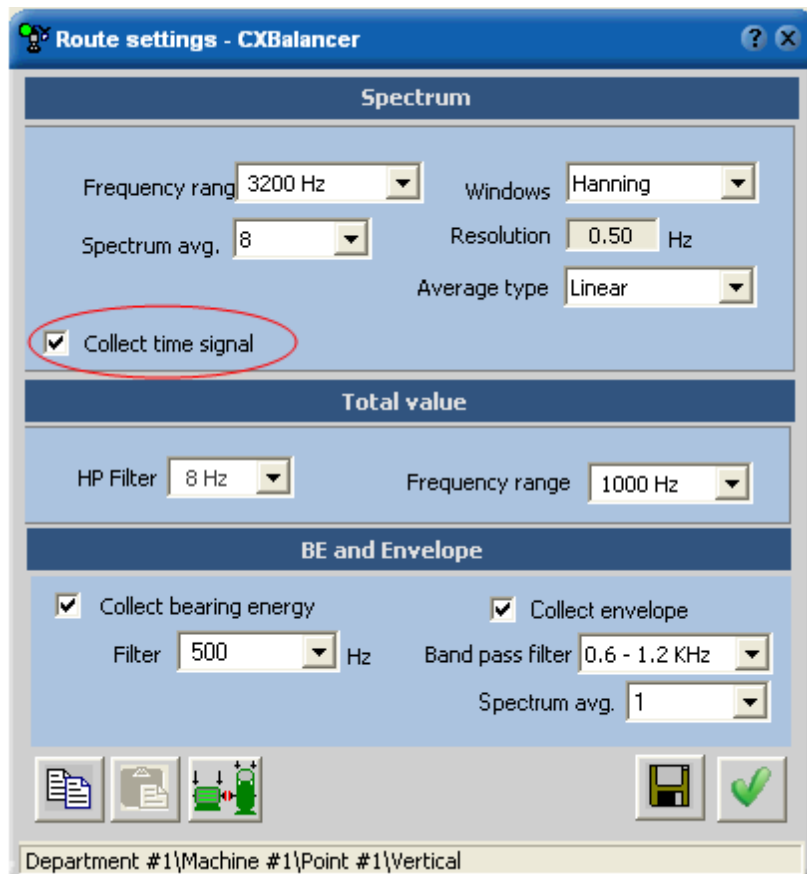 Route settings - CXBalancer
Spectrum
Frequency rang 3200 Hz
Windows Hanning
Spectrum avg. 8
Resolution 0.50 Hz
Average type Linear
Collect time signal
Total value
HP Filter 8 Hz
Frequency range 1000 Hz
BE and Envelope
Collect bearing energy
Collect envelope
Filter 500 Hz
Band pass filter 0.6 - 1.2 KHz
Spectrum avg. 1
Department #1\Machine #1\Point #1\Vertical